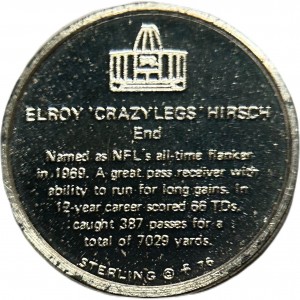 ELROY 'CRAZYLEGS' HIRSCH
End
Named as NFL's all-time flanker
in 1969. A great pass receiver with
ability to run for long gains. In
12-year career scored 66 TDs,
caught 387 passes for a
total of 7029 yards.
STERLING © F 76